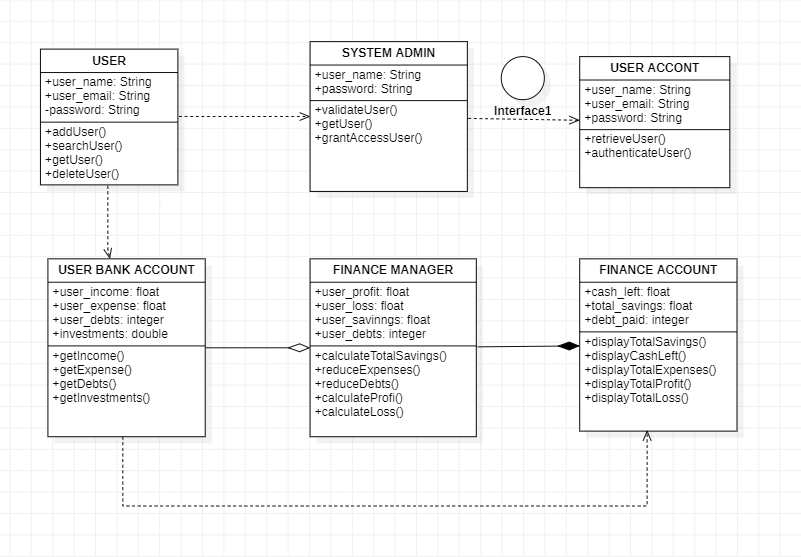 USER
+user_name: String
+user_email: String
-password: String
+addUser()
+searchUser()
+getUser()
+deleteUser()
SYSTEM ADMIN
+user_name: String
+password: String
+validateUser()
+getUser()
+grantAccessUser()
Interface1
USER ACCONT
+user_name: String
+user_email: String
+password: String
+retrieveUser()
+authenticateUser()
USER BANK ACCOUNT
+user_income: float
+user_expense: float
+user_debts: integer
+investments: double
+getIncome()
+getExpense()
+getDebts()
+getInvestments()
FINANCE MANAGER
+user_profit: float
+user_loss: float
+user_savinngs: float
+user_debts: integer
+calculateTotalSavings()
+reduceExpenses()
+reduceDebts()
+calculateProfi()
+calculateLoss()
FINANCE ACCOUNT
+cash_left: float
+total_savings: float
+debt_paid: integer
+displayTotalSavings()
+displayCashLeft()
+displayTotalExpenses()
+displayTotalProfit()
+displayTotalLoss()